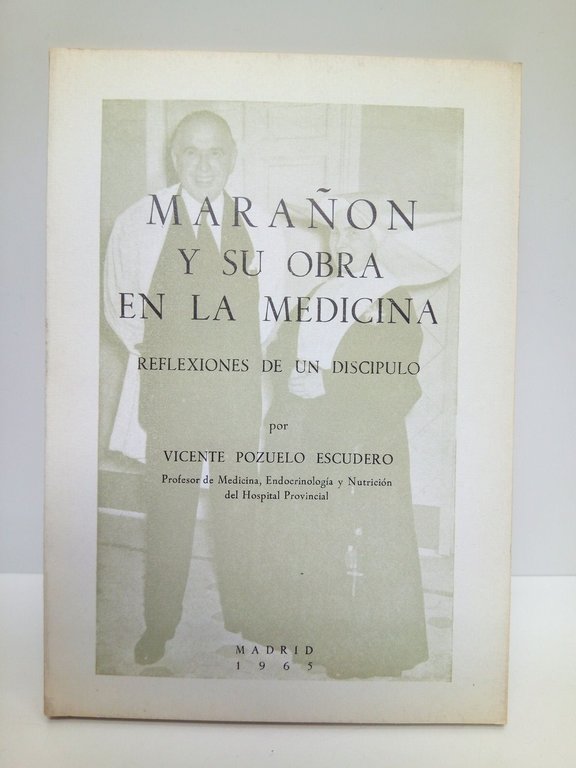 MARAÑON
Y SU OBRA
EN LA MEDICINA
REFLEXIONES DE UN DISCIPULO
por
VICENTE POZUELO ESCUDERO
Profesor de Medicina, Endocrinología y Nutrición
del Hospital Provincial
MADRID
1965